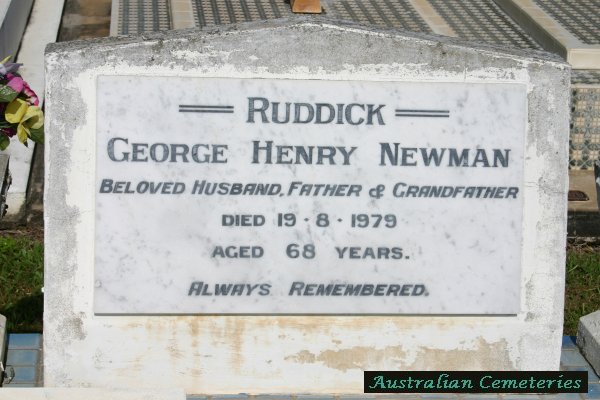 RUDDICK
GEORGE HENRY NEWMAN
BELOVED HUSBAND, FATHER & GRANDFATHER
DIED 19·8·1979
AGED 68 YEARS.
ALWAYS REMEMBERED.
Australian Cemeteries